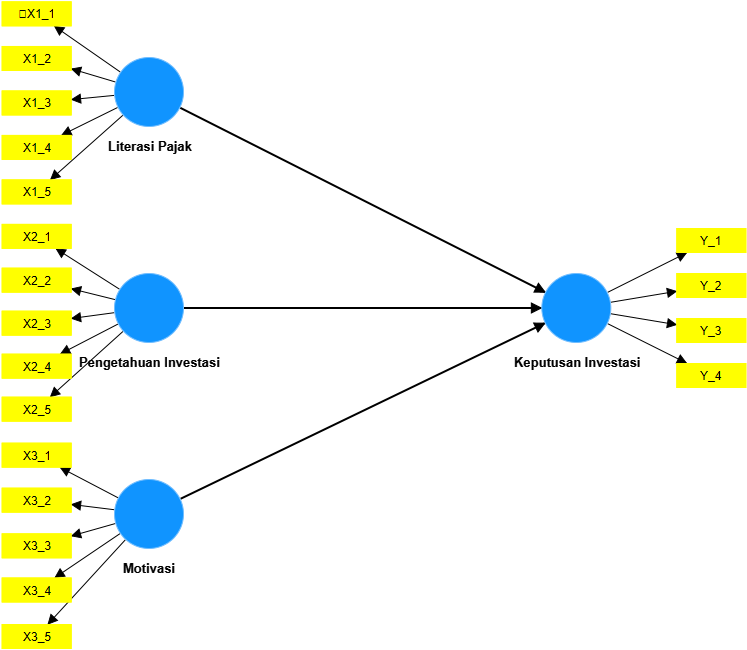 X1_1
X1_2
X1_3
X1_4
Literasi Pajak
X1_5
X2_1
X2_2
X2_3
X2_4
Pengetahuan Investasi
X2_5
X3_1
X3_2
X3_3
X3_4
Motivasi
X3_5
Y_1
Y_2
Y_3
Keputusan Investasi
Y_4